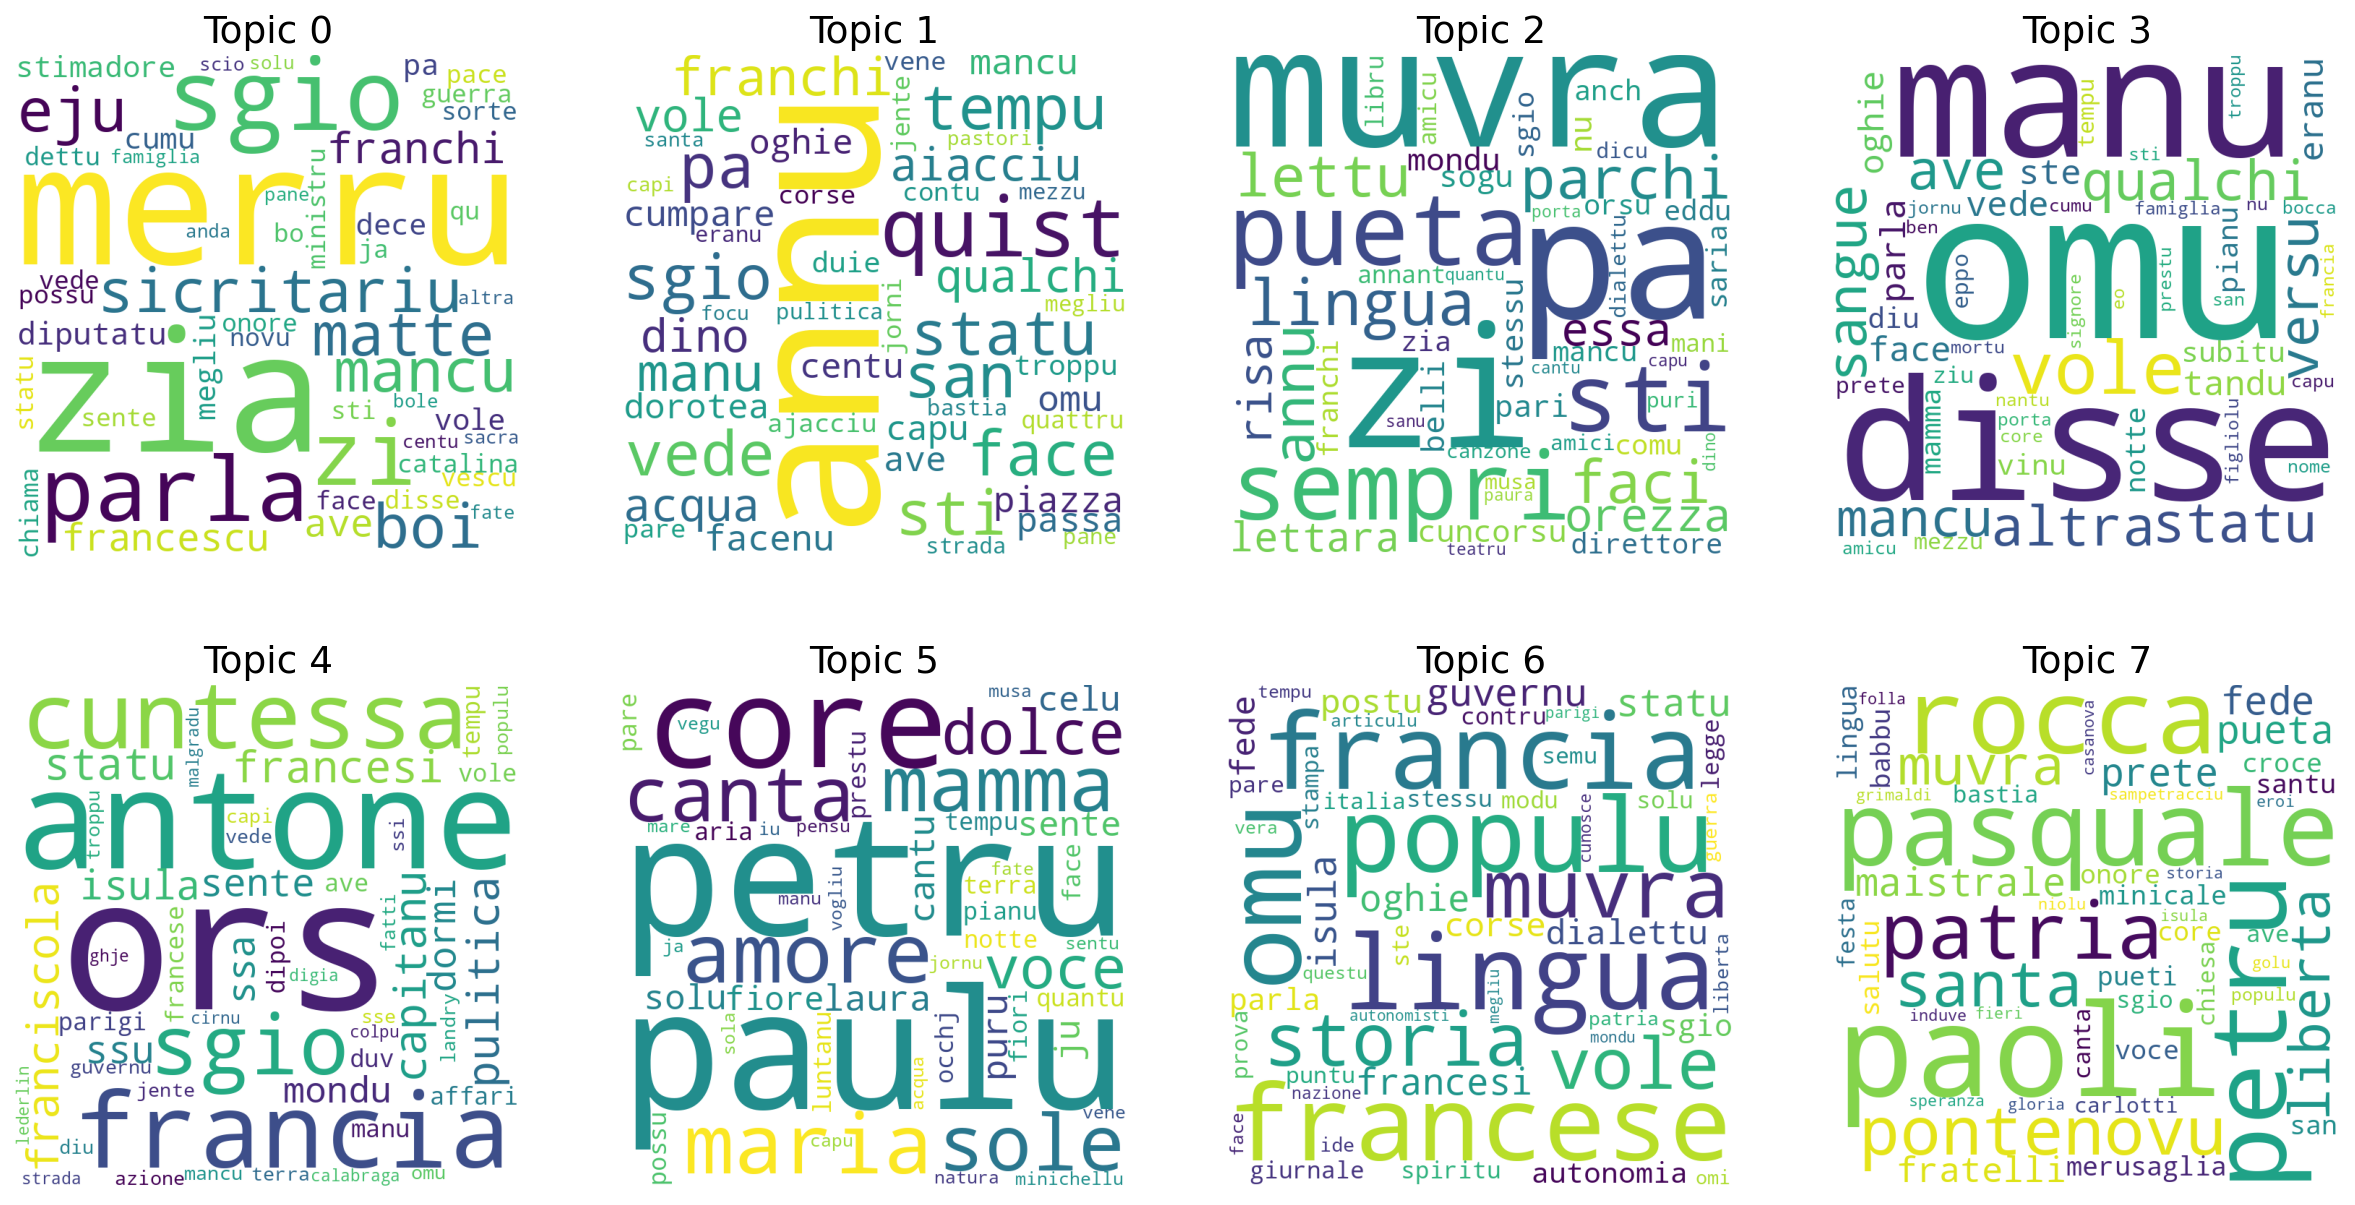 Topic 0
stimadore scio solu pa pace
eju sgio guerra
sorte
cumu franchi
dettu famiglia ministru
merru pane dece qu
anda bo ja
vede sicritariu altra
possu
diputatu megliu onore matte
novu
statu zia mancu
sente sti bole
vole
zi centu sacra
parla catalina
face disse vescu
chiama francescu ave boi fate
Topic 1
franchi vene mancu
vole jente tempu
santa oghie pastori
pa aiacciu
capi corse contu mezzu
cumpare annu quist
eranu
sgio duie qualchi
focu pulitica jorni megliu
dino statu
manu centu san troppu
dorotea bastia omu
ajacciu capu quattru
vede ave face
acqua sti piazza
passa
pare facenu strada pane
Topic 2
muvra
libru amicu anch
sgio nu
lettu mondu dicu
sogu parchi
pueta porta orsu eddu
pa
annant quantu dialettu saria
lingua stessu essa
risa annu zia mani
franchi zi mancu capu
cantu
belli pari sti puri
sanu
canzone amici comu dino
sempri musa faci
paura
lettara cuncorsu orezza
teatru direttore
Topic 3
manu
oghie tempu troppu eranu
sti
ave ste qualchi
sangue parla jornu vede cumu famiglia nu bocca
ben
omu pianu versu
eppo signore eo prestu san francia
diu
face mortu vole subitu
prete ziu tandu capu
mamma nantu
disse porta
core notte figliolu
vinu nome
mancu altra statu
amicu mezzu
Topic 4
cuntessa tempu populu
malgradu
statu francesi vole
antone
troppu capi ssi
vede
isula sente ave
franciscola ors francese capitanu dormi pulitica
ghje ssa dipoi fatti
digia
parigi cirnu sse landry
ssu sgio colpu
guvernu duv
flederlin jente mondu affari
francia manu
diu
strada azione mancu terra calabraga omu
Topic 5
pare core musa celu
vegu dolce
canta prestu mamma
mare aria iu pensu cantu tempu sente
petru fate face
manu vogliu terra
pianu
ja amore notte sentu
jornu voce
solu fiore laura quantu
paulu
sola luntanu occhj puru fiori ju
acqua
possu maria capu sole vene
natura minichellu
Topic 6
tempu postu guvernu statu
fede articulu contru parigi
francia semu legge
pare stampa
italia stessu modu solu
vera omu populu cunosce guerra
isula oghie muvra
ste corse dialettu
questu lingua megliu liberta
parla
autonomisti patria sgio
prova storia mondu
puntu francesi vole
nazione
francese
face ide
giurnale spiritu autonomia omi
Topic 7
lingua folla rocca fede
babbu casanova pueta
muvra prete croce
santu
grimaldi bastia sampetracciu eroi
pasquale
maistrale onore storia
minicale
festa patria niolu isula
core ave
salutu santa pueti chiesa golu
sgio populu
induve fieri petru liberta
paoli canta voce
speranza gloria carlotti san
pontenovu
fratelli merusaglia